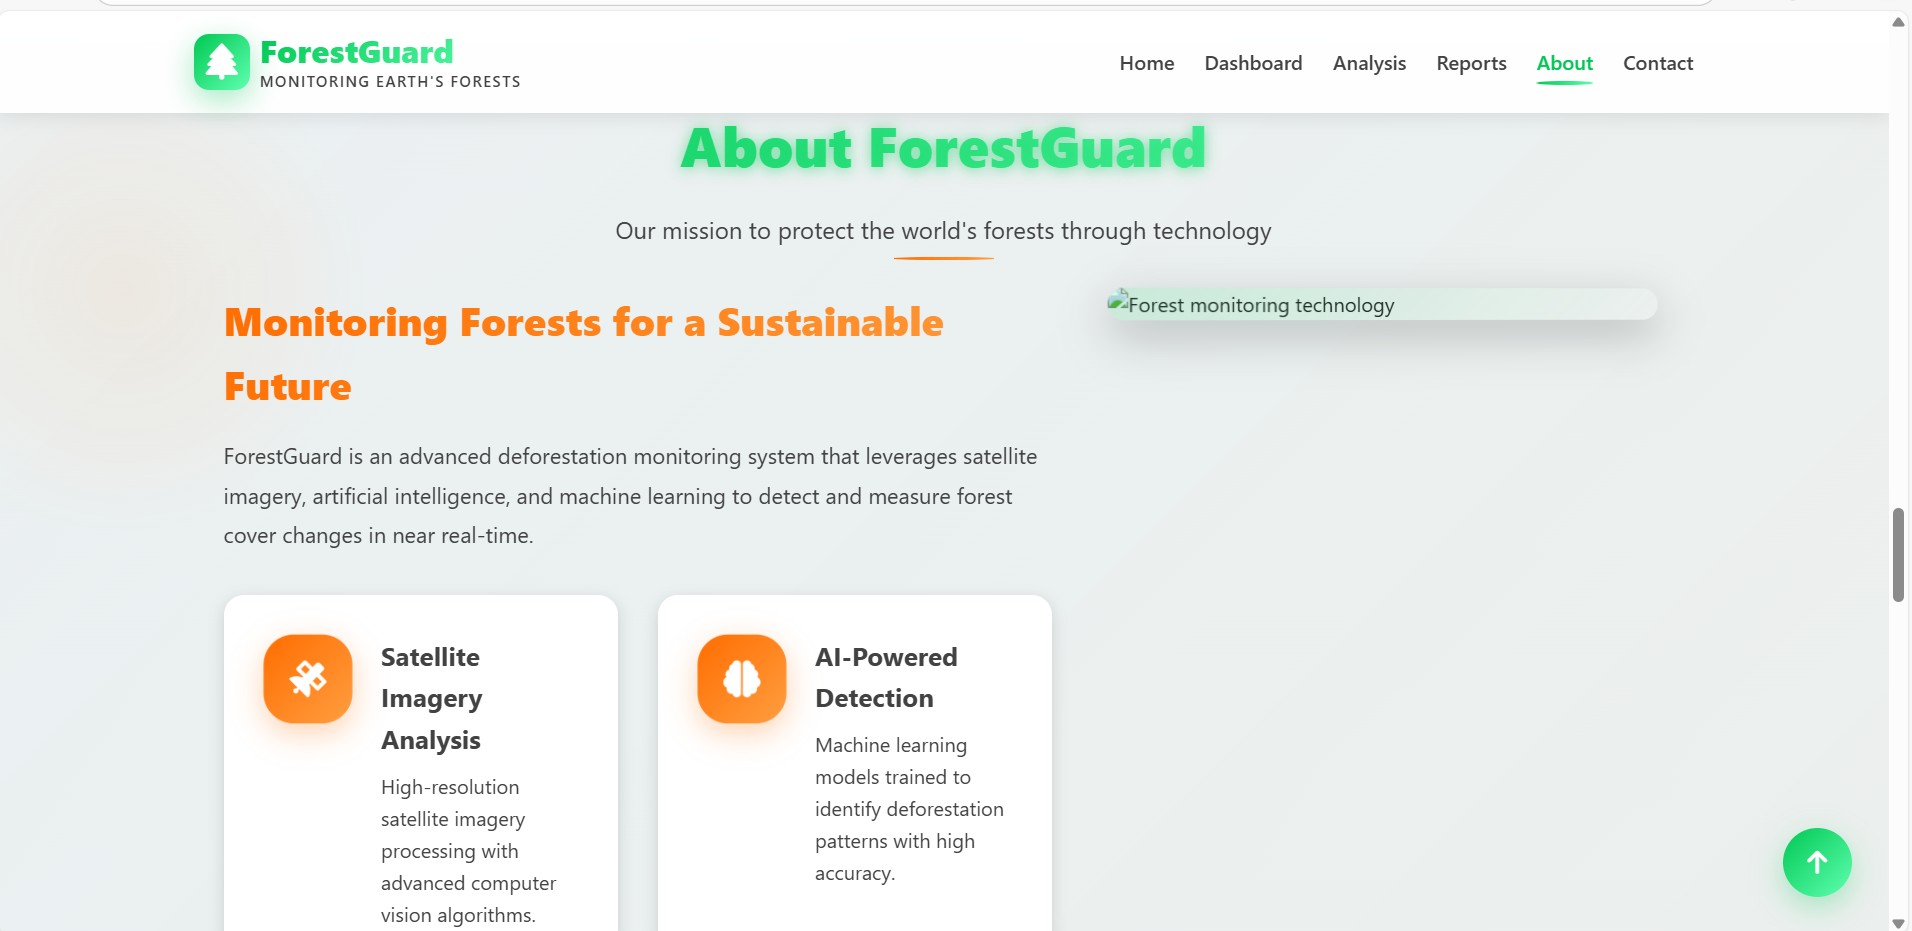 ForestGuard
MONITORING EARTH'S FORESTS
Home
Dashboard
Analysis
Reports
About
Contact
About ForestGuard
Our mission to protect the world's forests through technology
Monitoring Forests for a Sustainable
Future
ForestGuard is an advanced deforestation monitoring system that leverages satellite
imagery, artificial intelligence, and machine learning to detect and measure forest
cover changes in near real-time.
Forest monitoring technology
Satellite
Imagery
Analysis
High-resolution
satellite imagery
processing with
advanced computer
vision algorithms.
AI-Powered
Detection
Machine learning
models trained to
identify deforestation
patterns with high
accuracy.